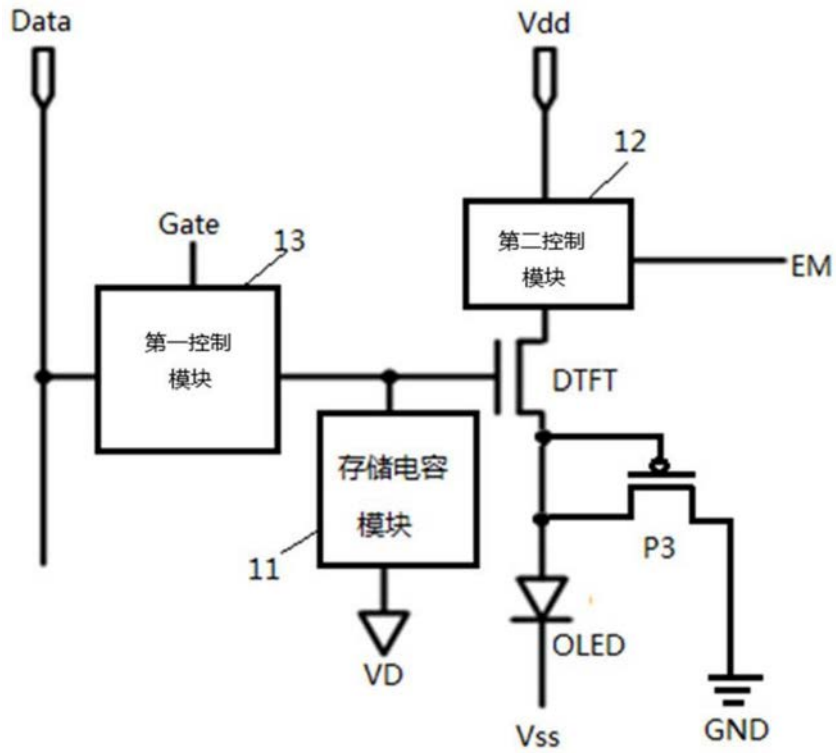 Data
Vdd
12
Gate
13
第二控制
模块
EM
第一控制
模块
DTFT
存储电容
模块
P3
11
OLED
VD
Vss
GND